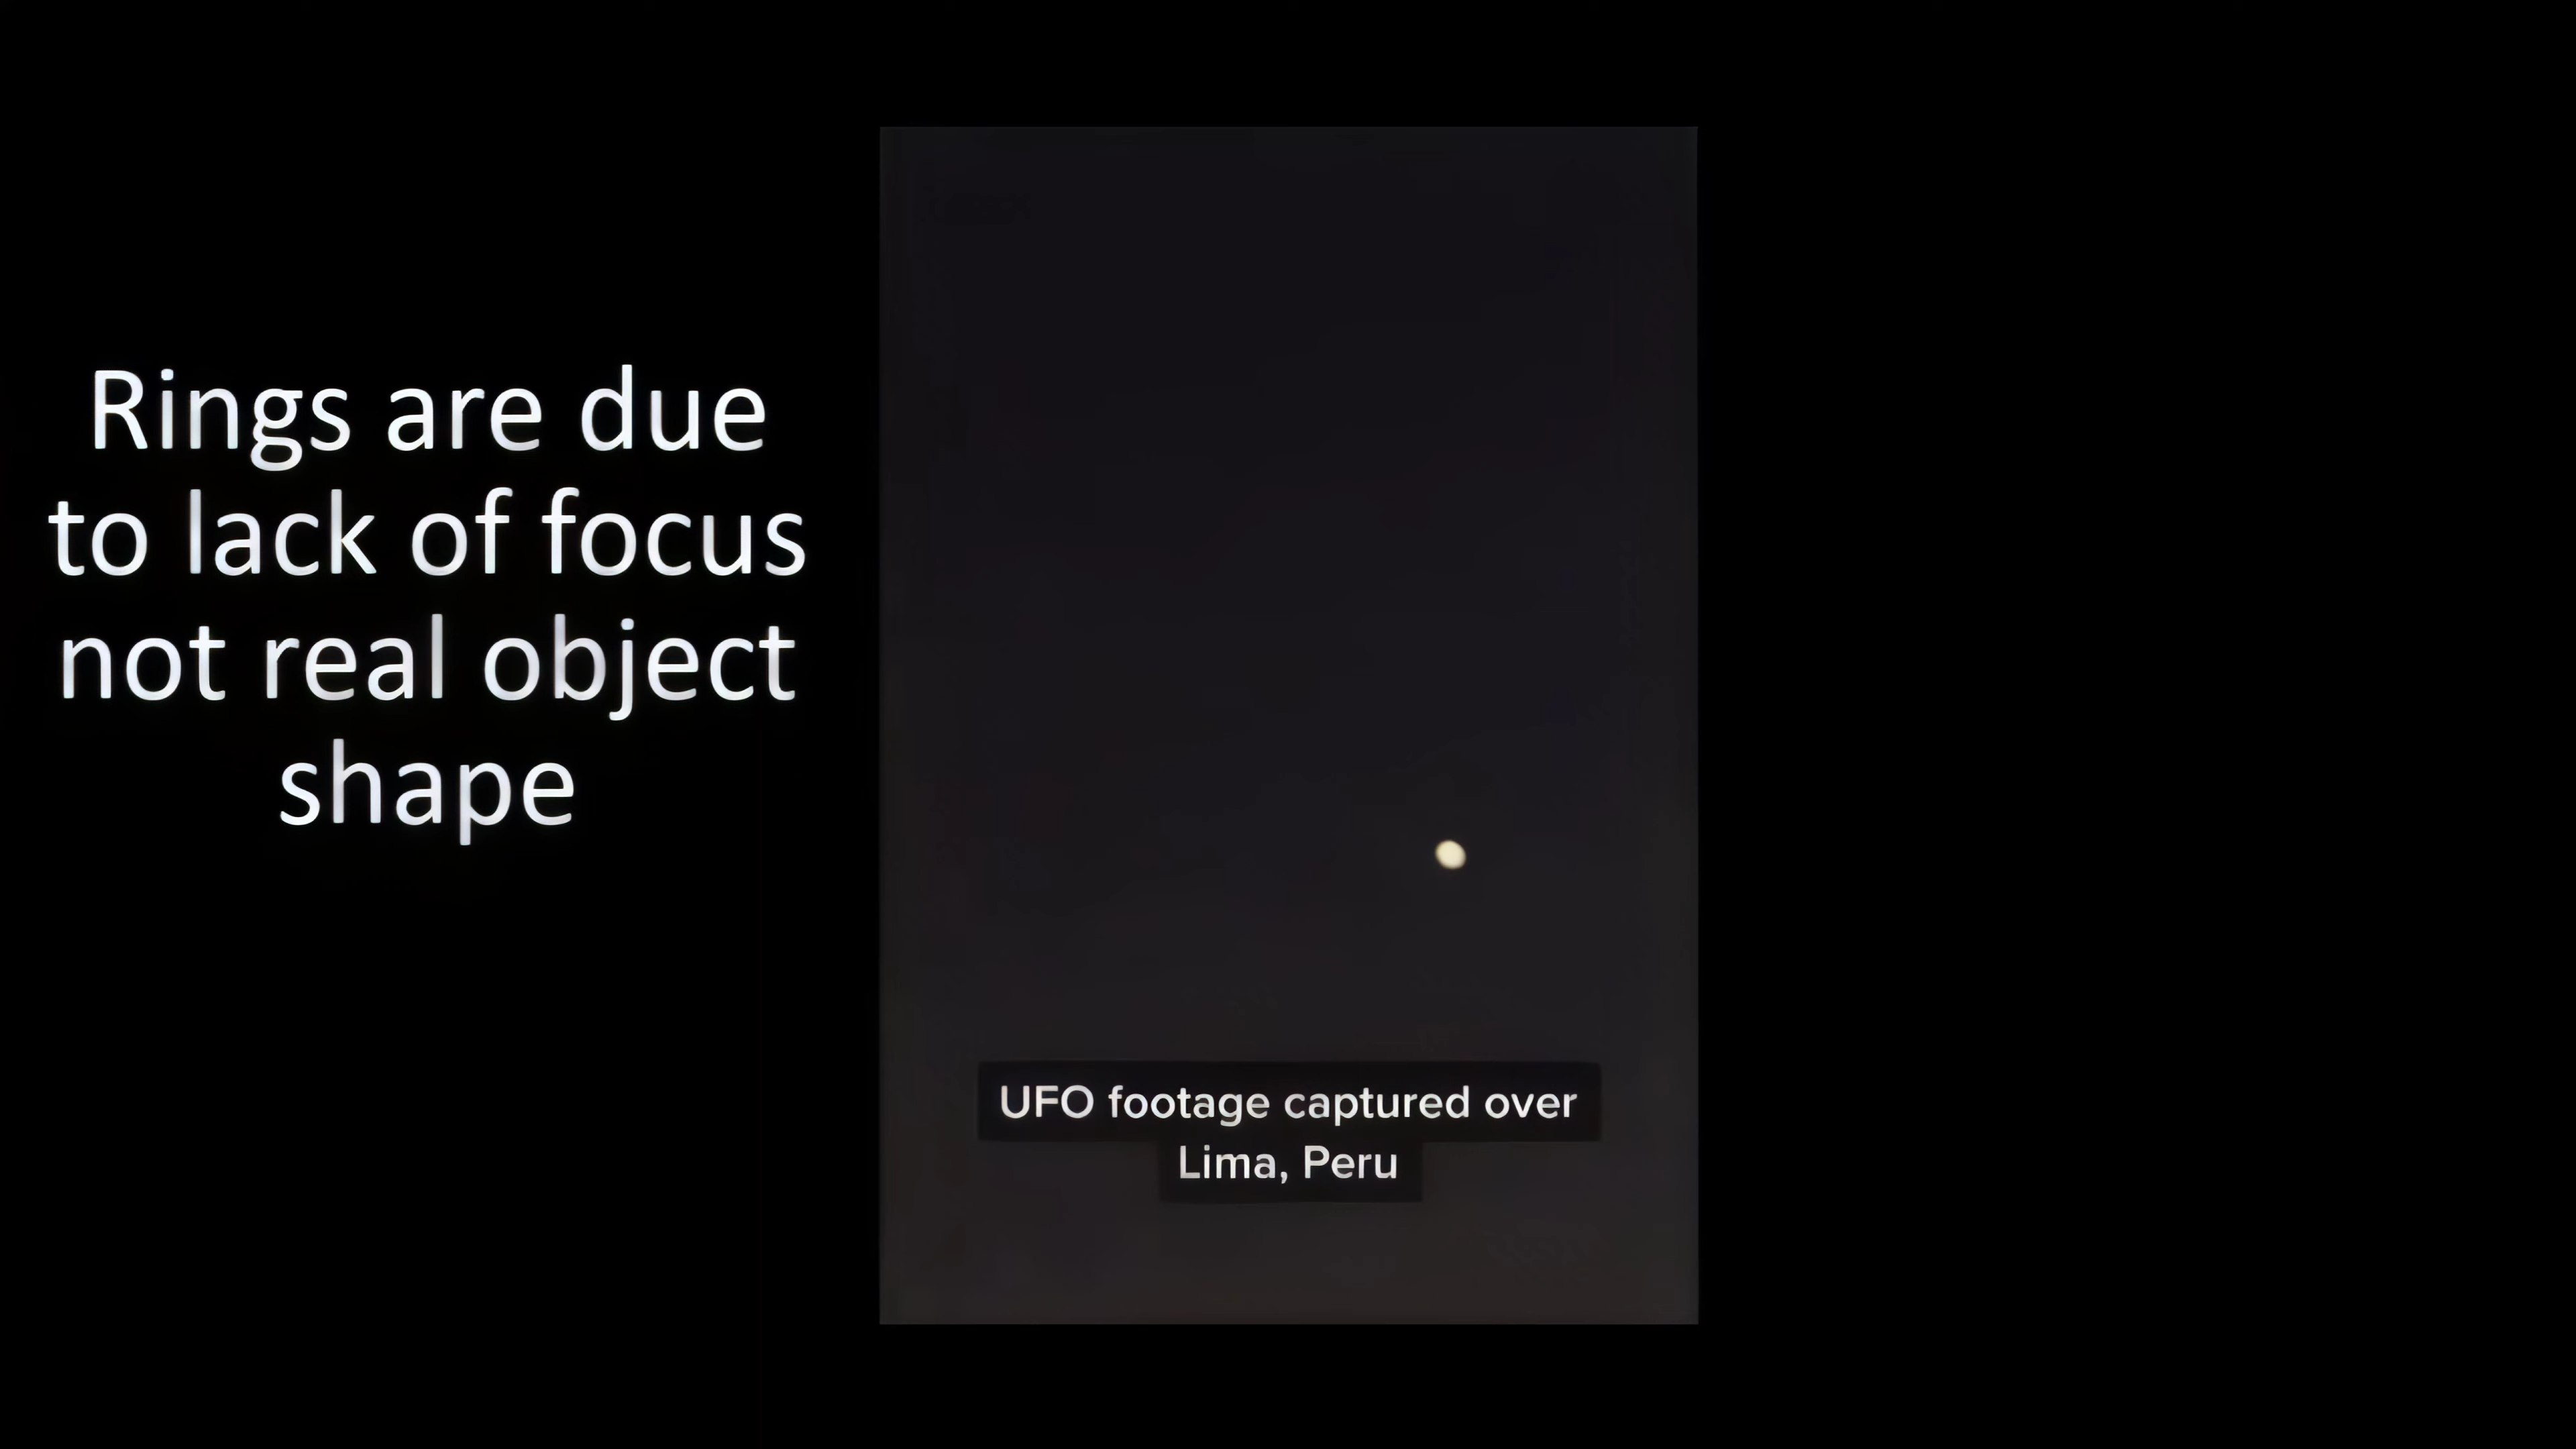 Rings are due
to lack of focus
not real object
shape
UFO footage captured over
Lima, Peru